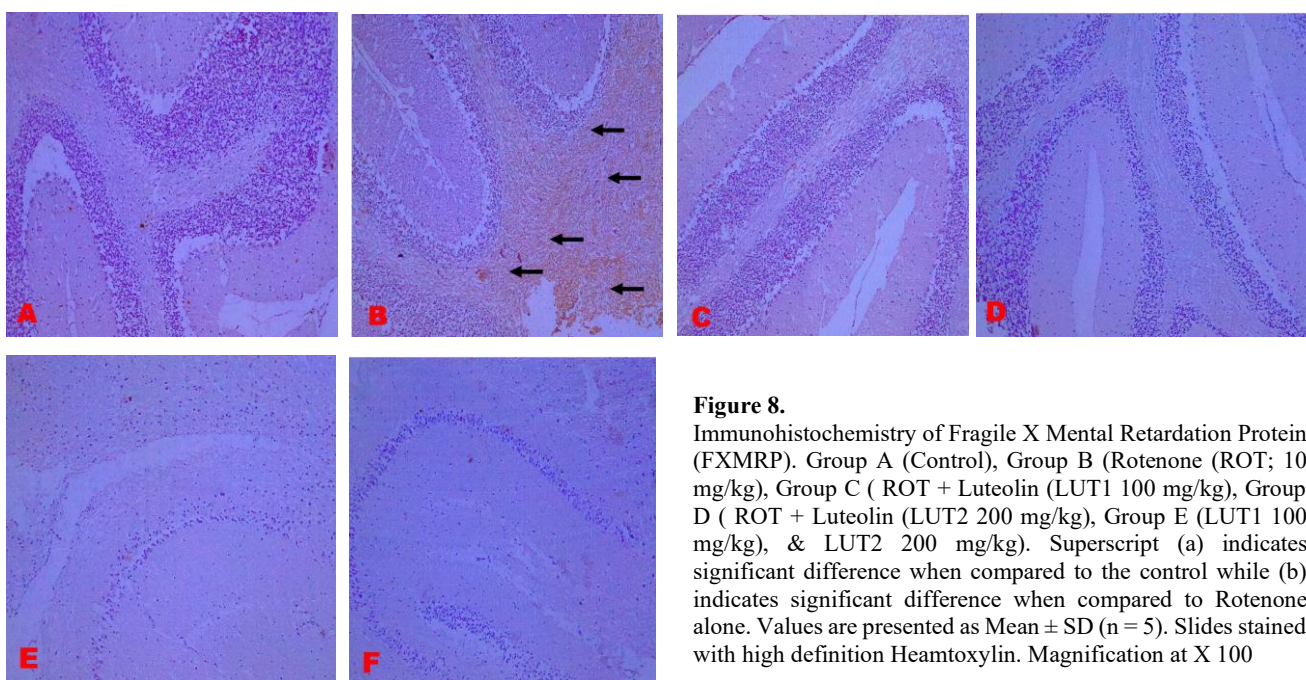 A
B
C
D
E
F
Figure 8.
Immunohistochemistry of Fragile X Mental Retardation Protein
(FXMRP). Group A (Control), Group B (Rotenone (ROT; 10
mg/kg), Group C ( ROT + Luteolin (LUT1 100 mg/kg), Group
D ( ROT + Luteolin (LUT2 200 mg/kg), Group E (LUT1 100
mg/kg), & LUT2 200 mg/kg). Superscript (a) indicates
significant difference when compared to the control while (b)
indicates significant difference when compared to Rotenone
alone. Values are presented as Mean ± SD (n = 5). Slides stained
with high definition Heamtoxylin. Magnification at X 100